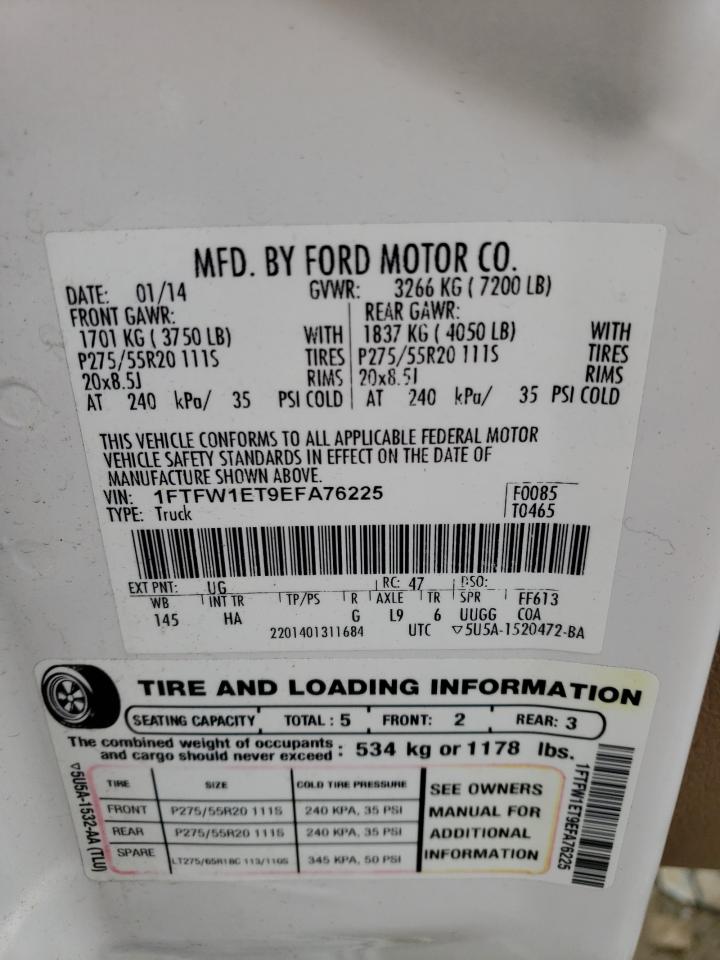 MFD. BY FORD MOTOR CO.
DATE: 01/14 GVWR: 3266 KG ( 7200 LB)
FRONT GAWR: REAR GAWR:
1701 KG ( 3750 LB) WITH 1837 KG ( 4050 LB) WITH
P275/55R20 111S TIRES P275/55R20 111S TIRES
20x8.5J RIMS 20x8.5J RIMS
AT 240 kPa/ 35 PSI COLD AT 240 kPa/ 35 PSI COLD
THIS VEHICLE CONFORMS TO ALL APPLICABLE FEDERAL MOTOR
VEHICLE SAFETY STANDARDS IN EFFECT ON THE DATE OF
MANUFACTURE SHOWN ABOVE.
VIN: 1FTFW1ET9EFA76225 F0085
TYPE: Truck T0465
EXT PNT: UG RC: 47 DSO:
WB INT TR TP/PS R AXLE TR SPR FF613
145 HA G L9 6 UUGG COA
2201401311684 UTC ▽5U5A-1520472-BA
TIRE AND LOADING INFORMATION
SEATING CAPACITY TOTAL : 5 FRONT: 2 REAR: 3
The combined weight of occupants
and cargo should never exceed : 534 kg or 1178 lbs.
TIRE SIZE COLD TIRE PRESSURE
FRONT P275/55R20 111S 240 KPA, 35 PSI
REAR P275/55R20 111S 240 KPA, 35 PSI
SPARE LT275/65R18C 113/110S 345 KPA, 50 PSI
SEE OWNERS
MANUAL FOR
ADDITIONAL
INFORMATION
▽5U5A-1532-AA (TLU)
1FTFW1ET9EFA76225